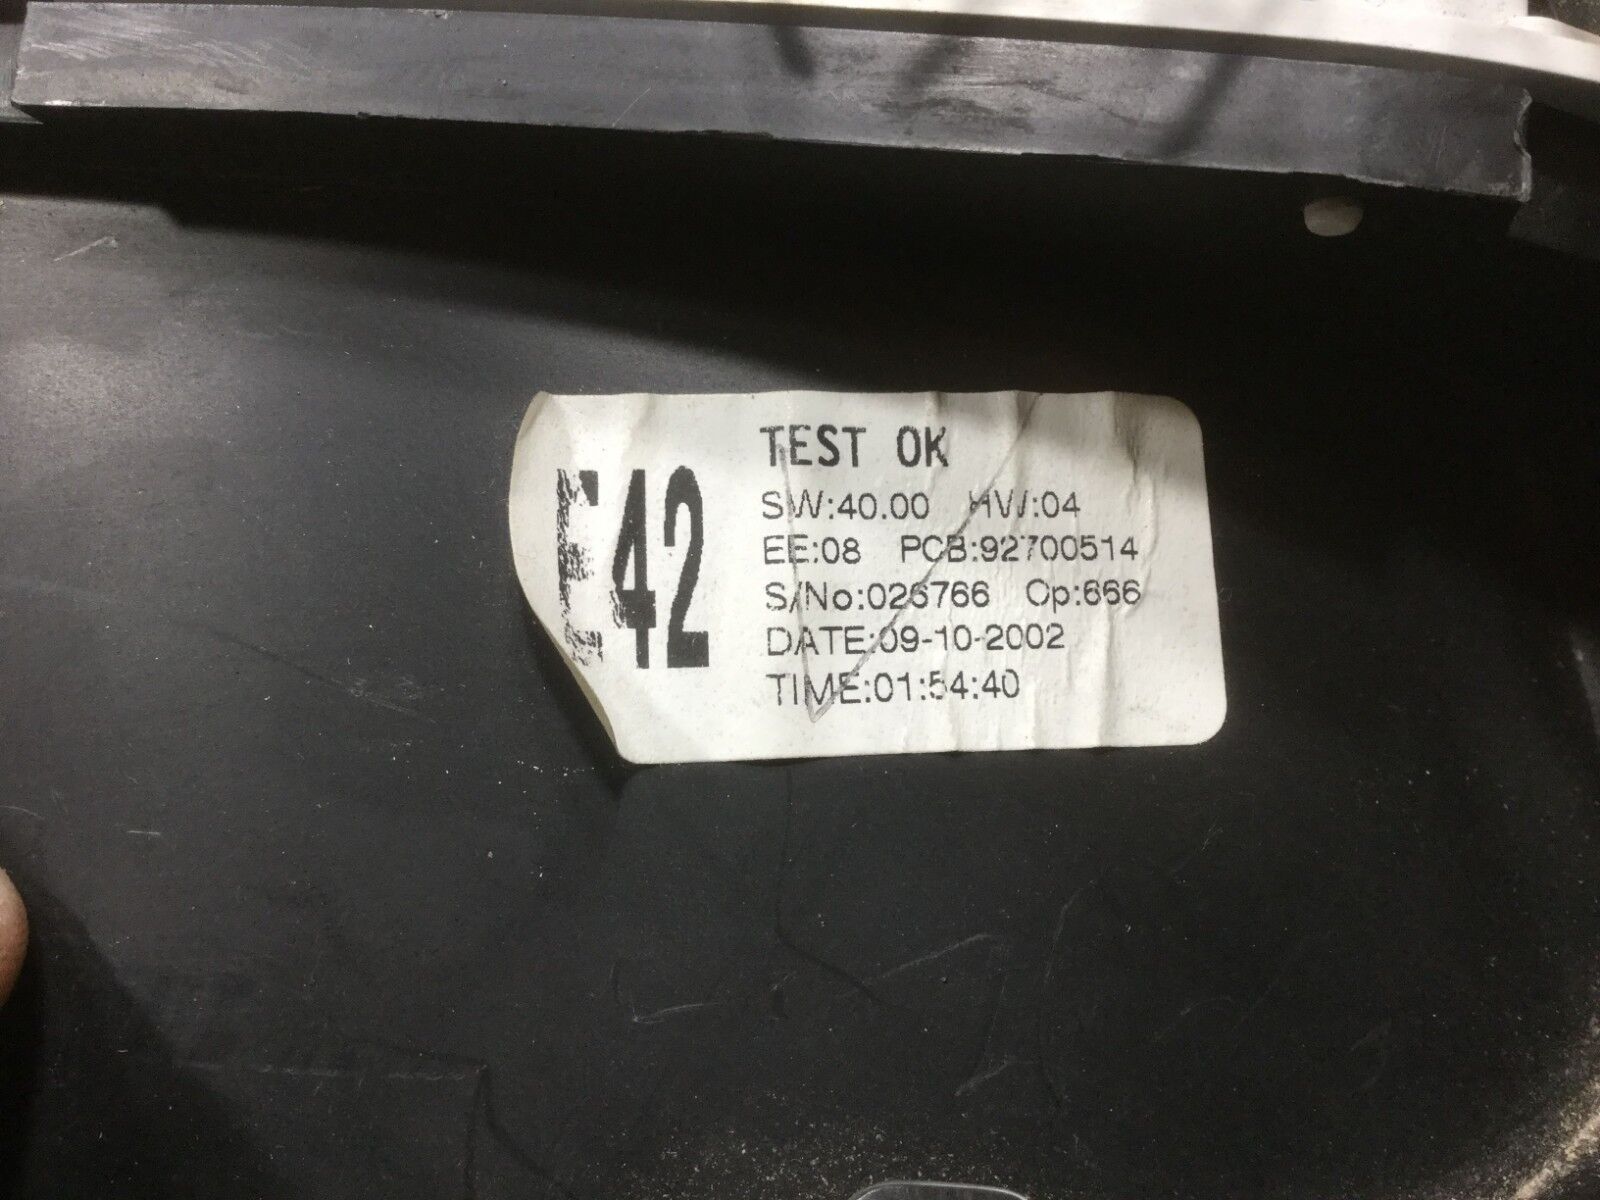 TEST OK
E42
SW:40.00 HW:04
EE:08 PCB:92700514
S/No:026766 Op:666
DATE:09-10-2002
TIME:01:54:40